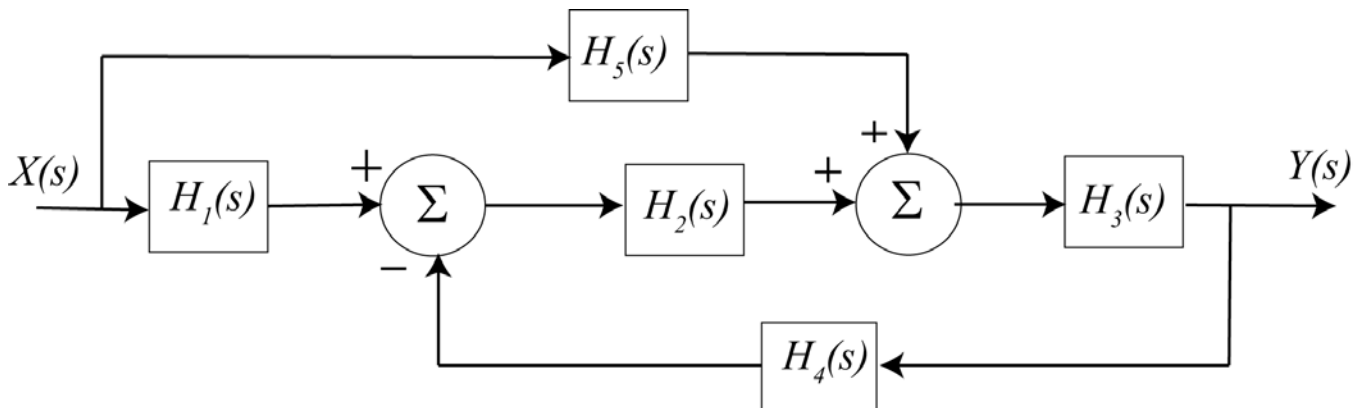 H₅(s)
X(s) H₁(s) + Σ H₂(s) + + Σ H₃(s) Y(s)
−
H₄(s)